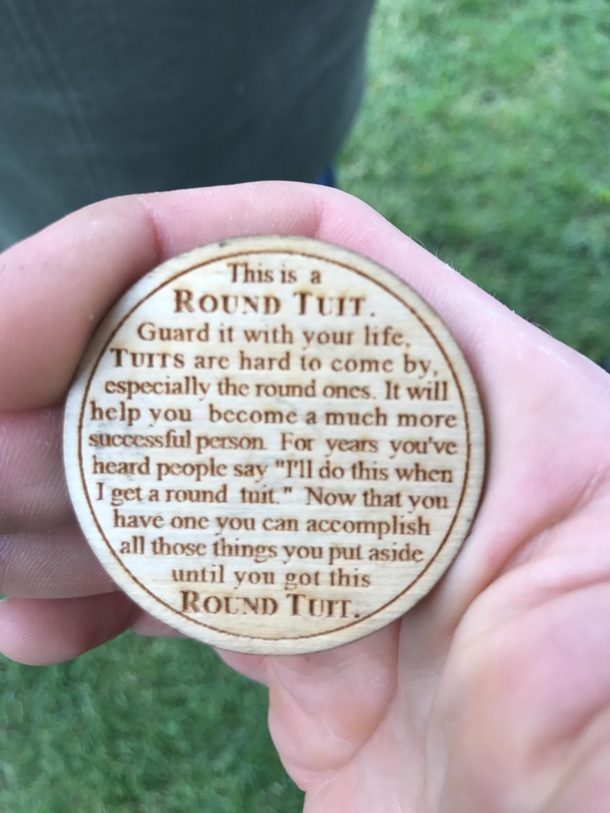 This is a
ROUND TUIT.
Guard it with your life,
TUITS are hard to come by,
especially the round ones. It will
help you become a much more
successful person. For years you've
heard people say "I'll do this when
I get a round tuit." Now that you
have one you can accomplish
all those things you put aside
until you got this
ROUND TUIT.